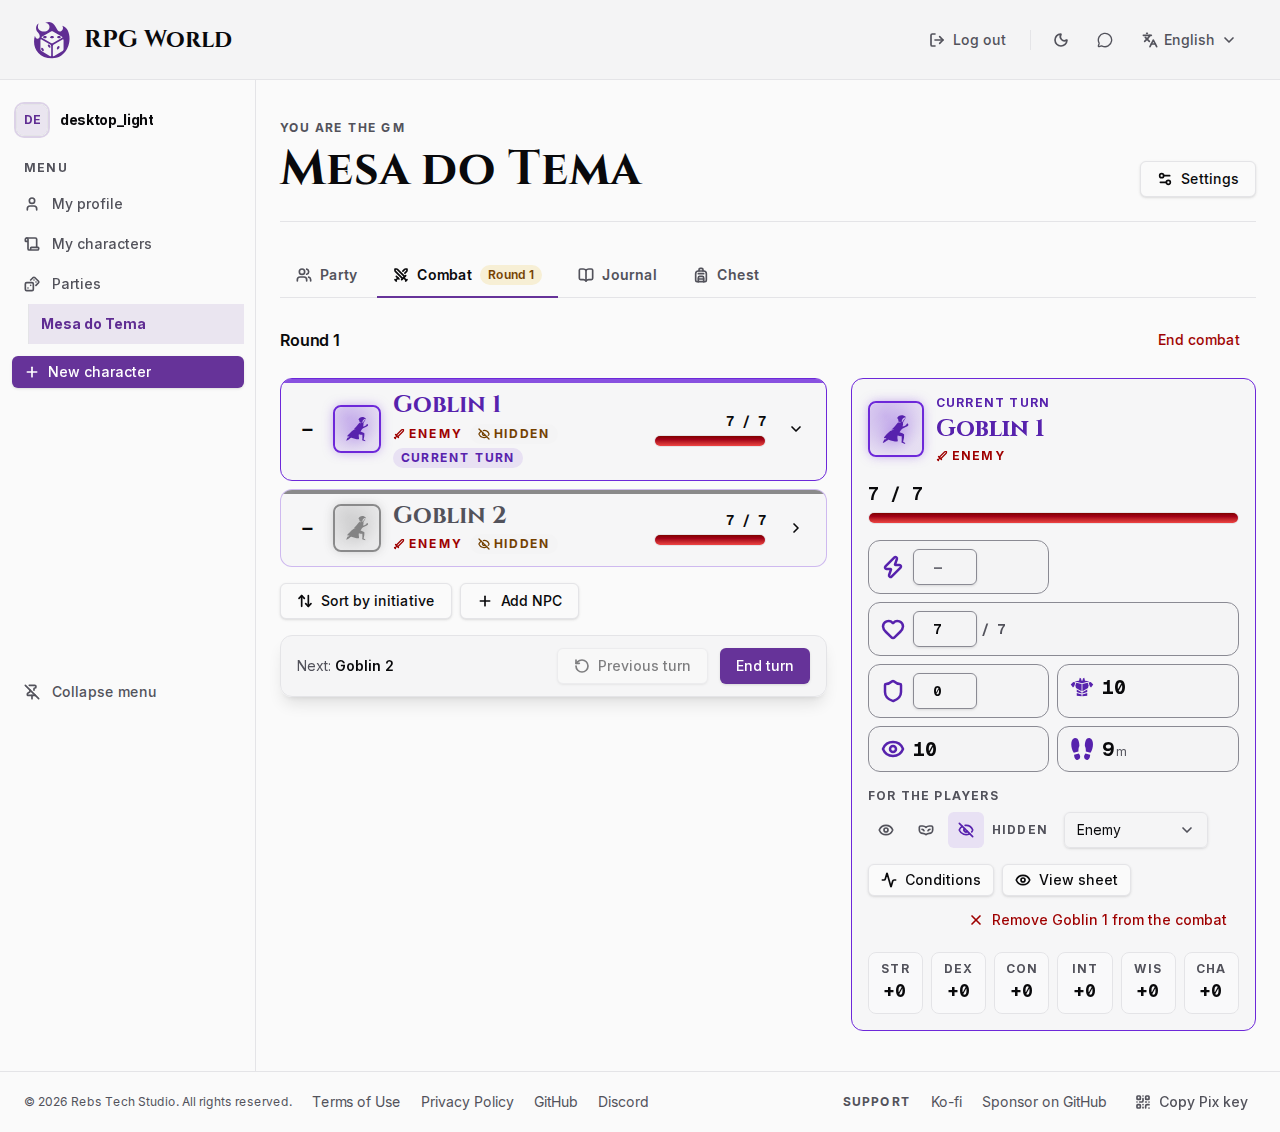 RPG World
Log out
English
DE
desktop_light
MENU
My profile
My characters
Parties
Mesa do Tema
New character
Collapse menu
YOU ARE THE GM
Mesa do Tema
Settings
Party
Combat
Round 1
Journal
Chest
Round 1
End combat
–
Goblin 1
ENEMY
HIDDEN
CURRENT TURN
7 / 7
–
Goblin 2
ENEMY
HIDDEN
7 / 7
Sort by initiative
Add NPC
Next: Goblin 2
Previous turn
End turn
CURRENT TURN
Goblin 1
ENEMY
7 / 7
–
7 / 7
0
10
10
9 m
FOR THE PLAYERS
HIDDEN
Enemy
Conditions
View sheet
Remove Goblin 1 from the combat
STR DEX CON INT WIS CHA
+0 +0 +0 +0 +0 +0
© 2026 Rebs Tech Studio. All rights reserved. Terms of Use Privacy Policy GitHub Discord SUPPORT Ko-fi Sponsor on GitHub Copy Pix key